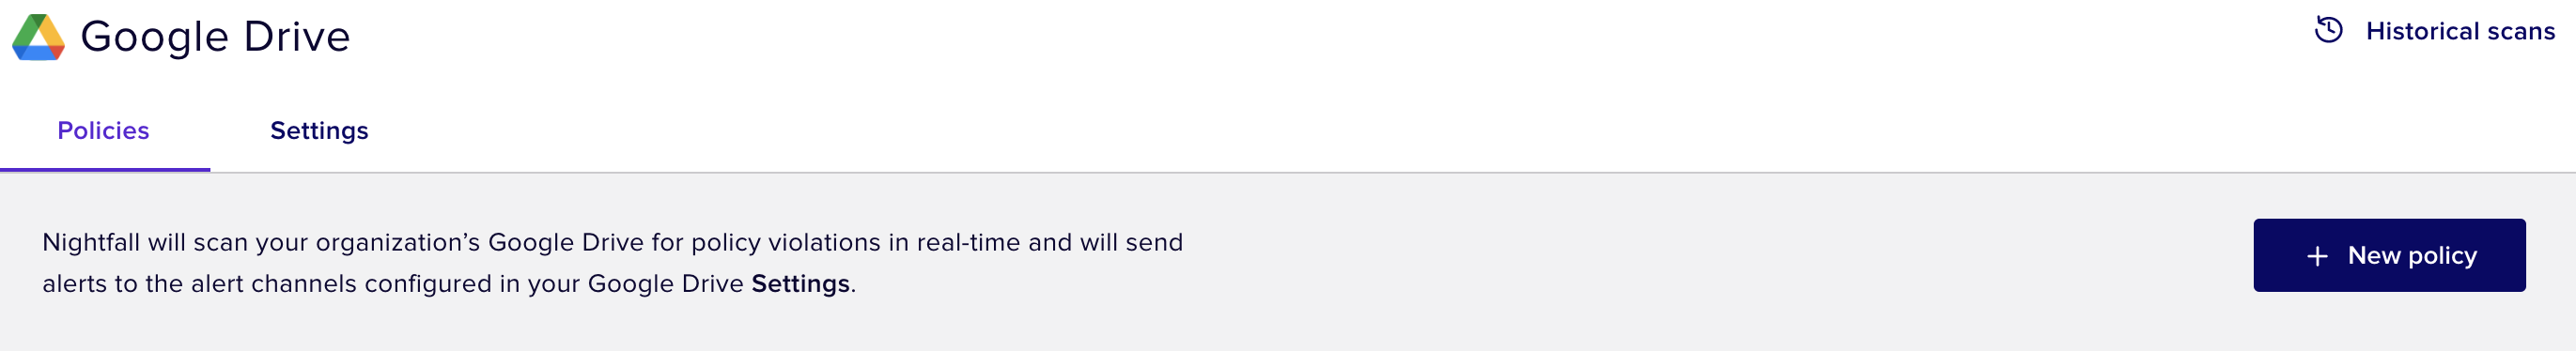 Google Drive
Historical scans
Policies
Settings
Nightfall will scan your organization’s Google Drive for policy violations in real-time and will send
alerts to the alert channels configured in your Google Drive Settings.
+ New policy